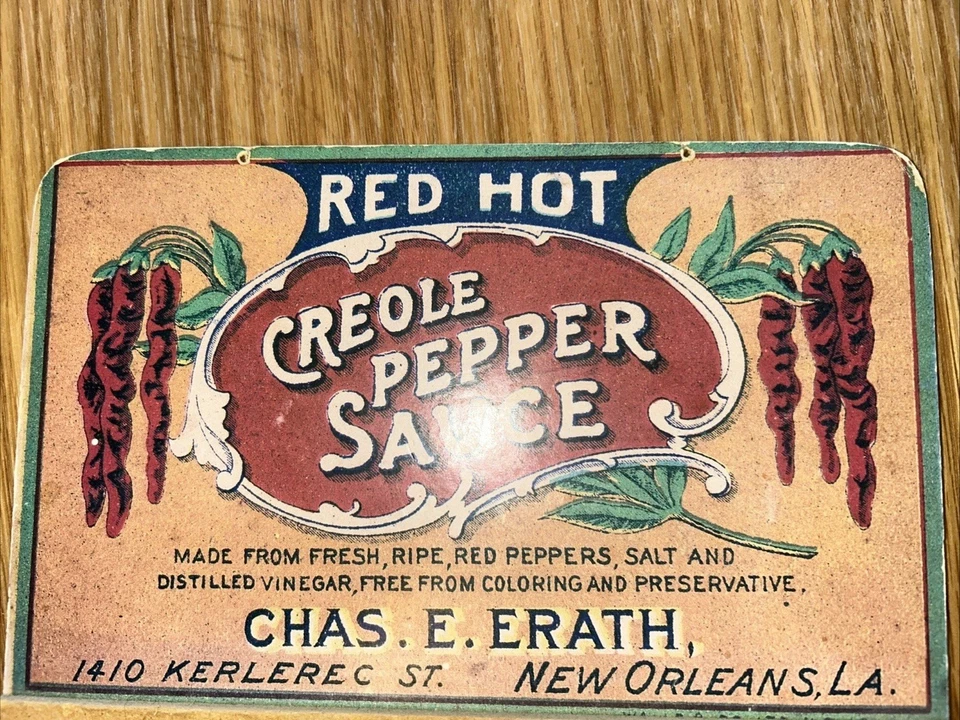 RED HOT
CREOLE
PEPPER
SAUCE
MADE FROM FRESH, RIPE, RED PEPPERS, SALT AND
DISTILLED VINEGAR, FREE FROM COLORING AND PRESERVATIVE.
CHAS. E. ERATH,
1410 KERLEREC ST. NEW ORLEANS, LA.